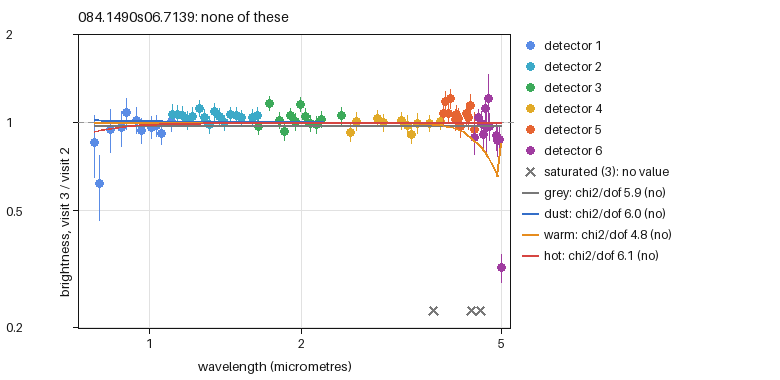 084.1490s06.7139: none of these
2
1
0.5
0.2
brightness, visit 3 / visit 2
1
2
5
wavelength (micrometres)
detector 1
detector 2
detector 3
detector 4
detector 5
detector 6
saturated (3): no value
grey: chi2/dof 5.9 (no)
dust: chi2/dof 6.0 (no)
warm: chi2/dof 4.8 (no)
hot: chi2/dof 6.1 (no)